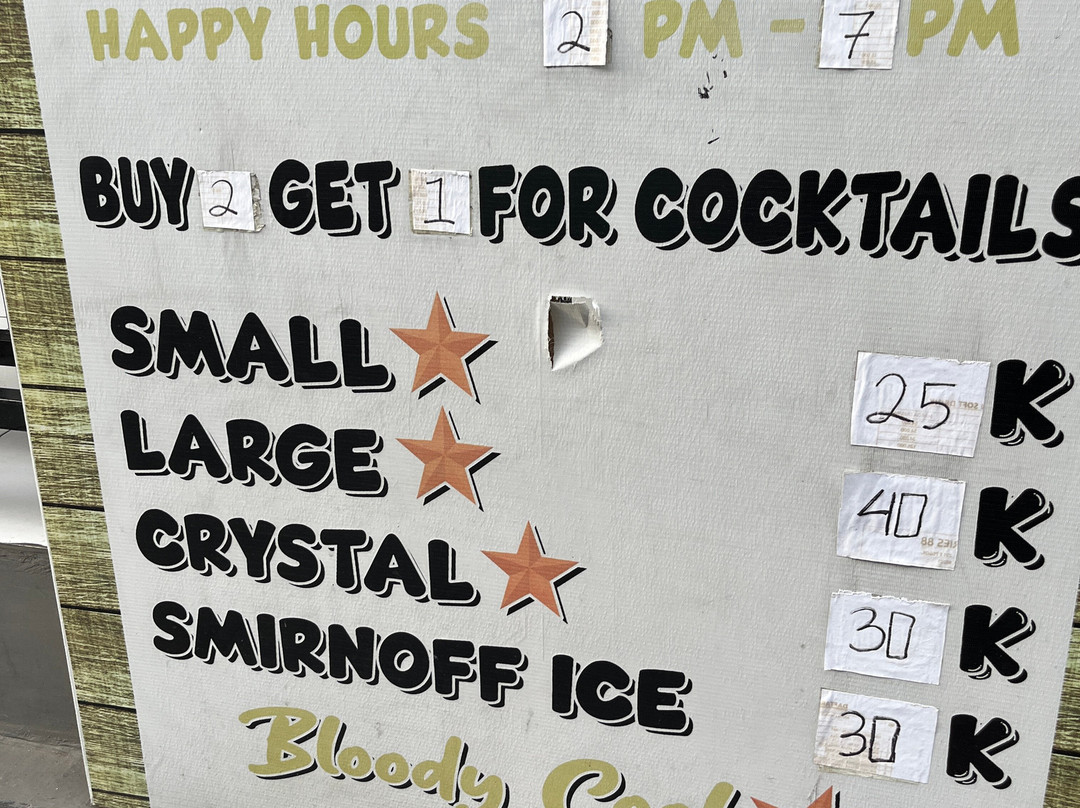 HAPPY HOURS 2 PM - 7 PM
BUY 2 GET 1 FOR COCKTAILS
SMALL 25 K
LARGE 40 K
CRYSTAL 30 K
SMIRNOFF ICE 30 K
Bloody